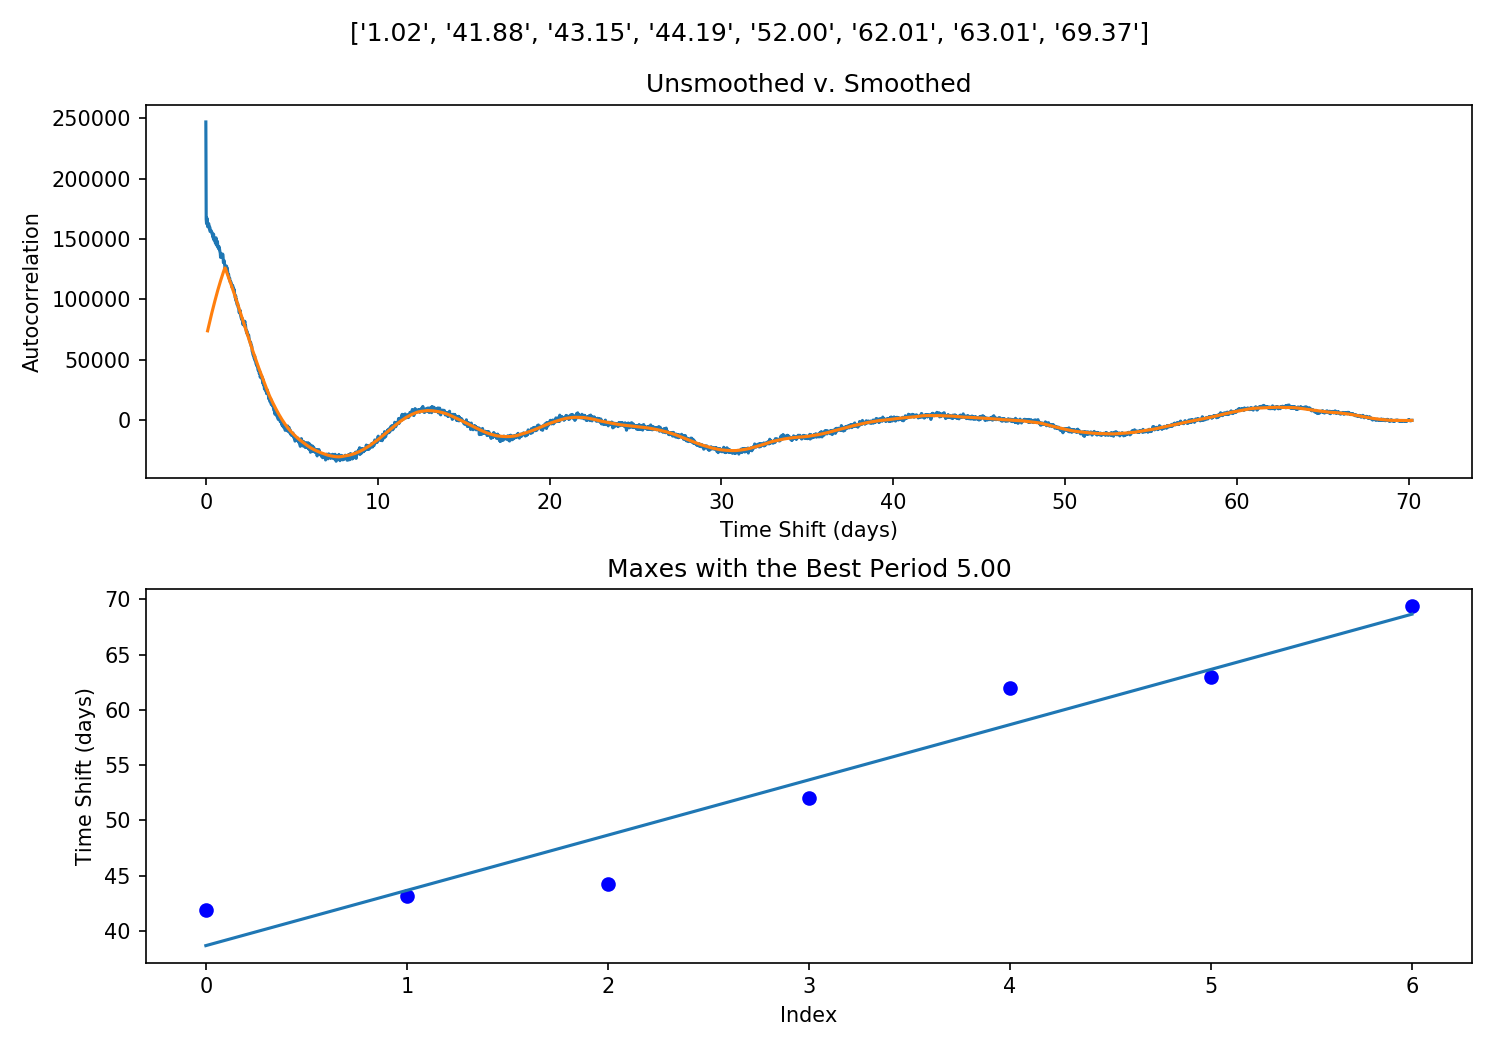 ['1.02', '41.88', '43.15', '44.19', '52.00', '62.01', '63.01', '69.37']
Unsmoothed v. Smoothed
Autocorrelation
250000
200000
150000
100000
50000
0
0 10 20 30 40 50 60 70
Time Shift (days)
Maxes with the Best Period 5.00
Time Shift (days)
70
65
60
55
50
45
40
0 1 2 3 4 5 6
Index